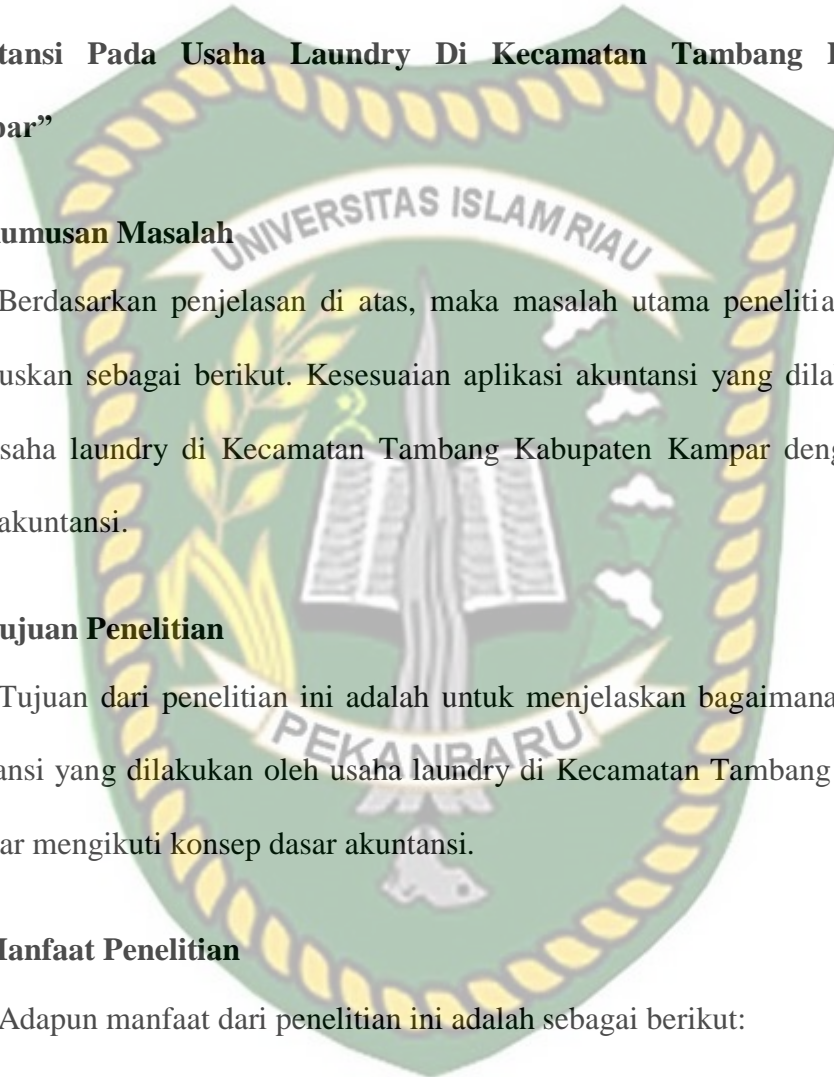 tansi Pada Usaha Laundry Di Kecamatan Tambang
par”
UNIVERSITAS ISLAM RIAU
umusan Masalah
Berdasarkan penjelasan di atas, maka masalah utama penelitia
uskan sebagai berikut. Kesesuaian aplikasi akuntansi yang dila
saha laundry di Kecamatan Tambang Kabupaten Kampar deng
akuntansi.
ujuan Penelitian
Tujuan dari penelitian ini adalah untuk menjelaskan bagaimana
PEKANBARU
ansi yang dilakukan oleh usaha laundry di Kecamatan Tambang
ar mengikuti konsep dasar akuntansi.
Manfaat Penelitian
Adapun manfaat dari penelitian ini adalah sebagai berikut: